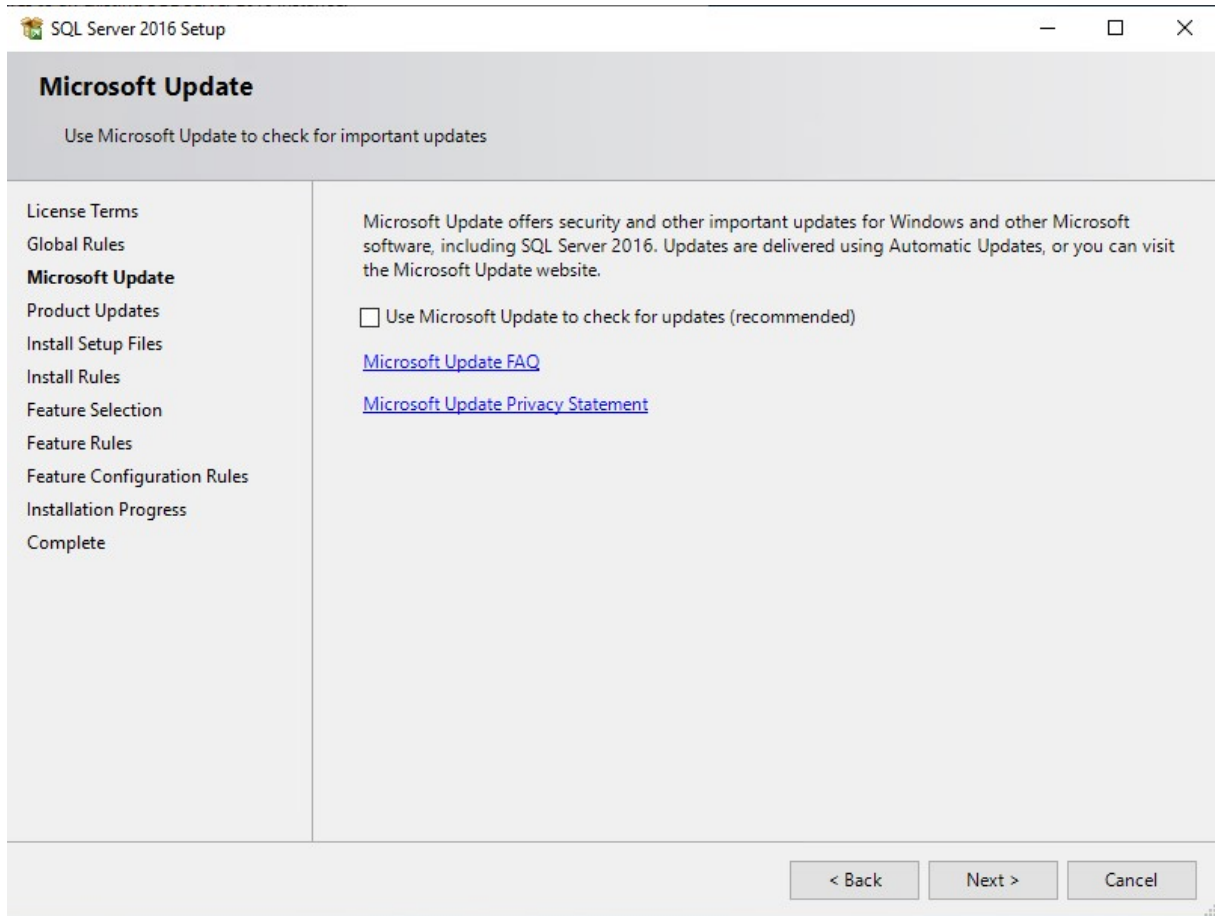 SQL Server 2016 Setup
Microsoft Update
Use Microsoft Update to check for important updates
License Terms
Global Rules
Microsoft Update
Product Updates
Install Setup Files
Install Rules
Feature Selection
Feature Rules
Feature Configuration Rules
Installation Progress
Complete
Microsoft Update offers security and other important updates for Windows and other Microsoft
software, including SQL Server 2016. Updates are delivered using Automatic Updates, or you can visit
the Microsoft Update website.
Use Microsoft Update to check for updates (recommended)
Microsoft Update FAQ
Microsoft Update Privacy Statement
< Back
Next >
Cancel